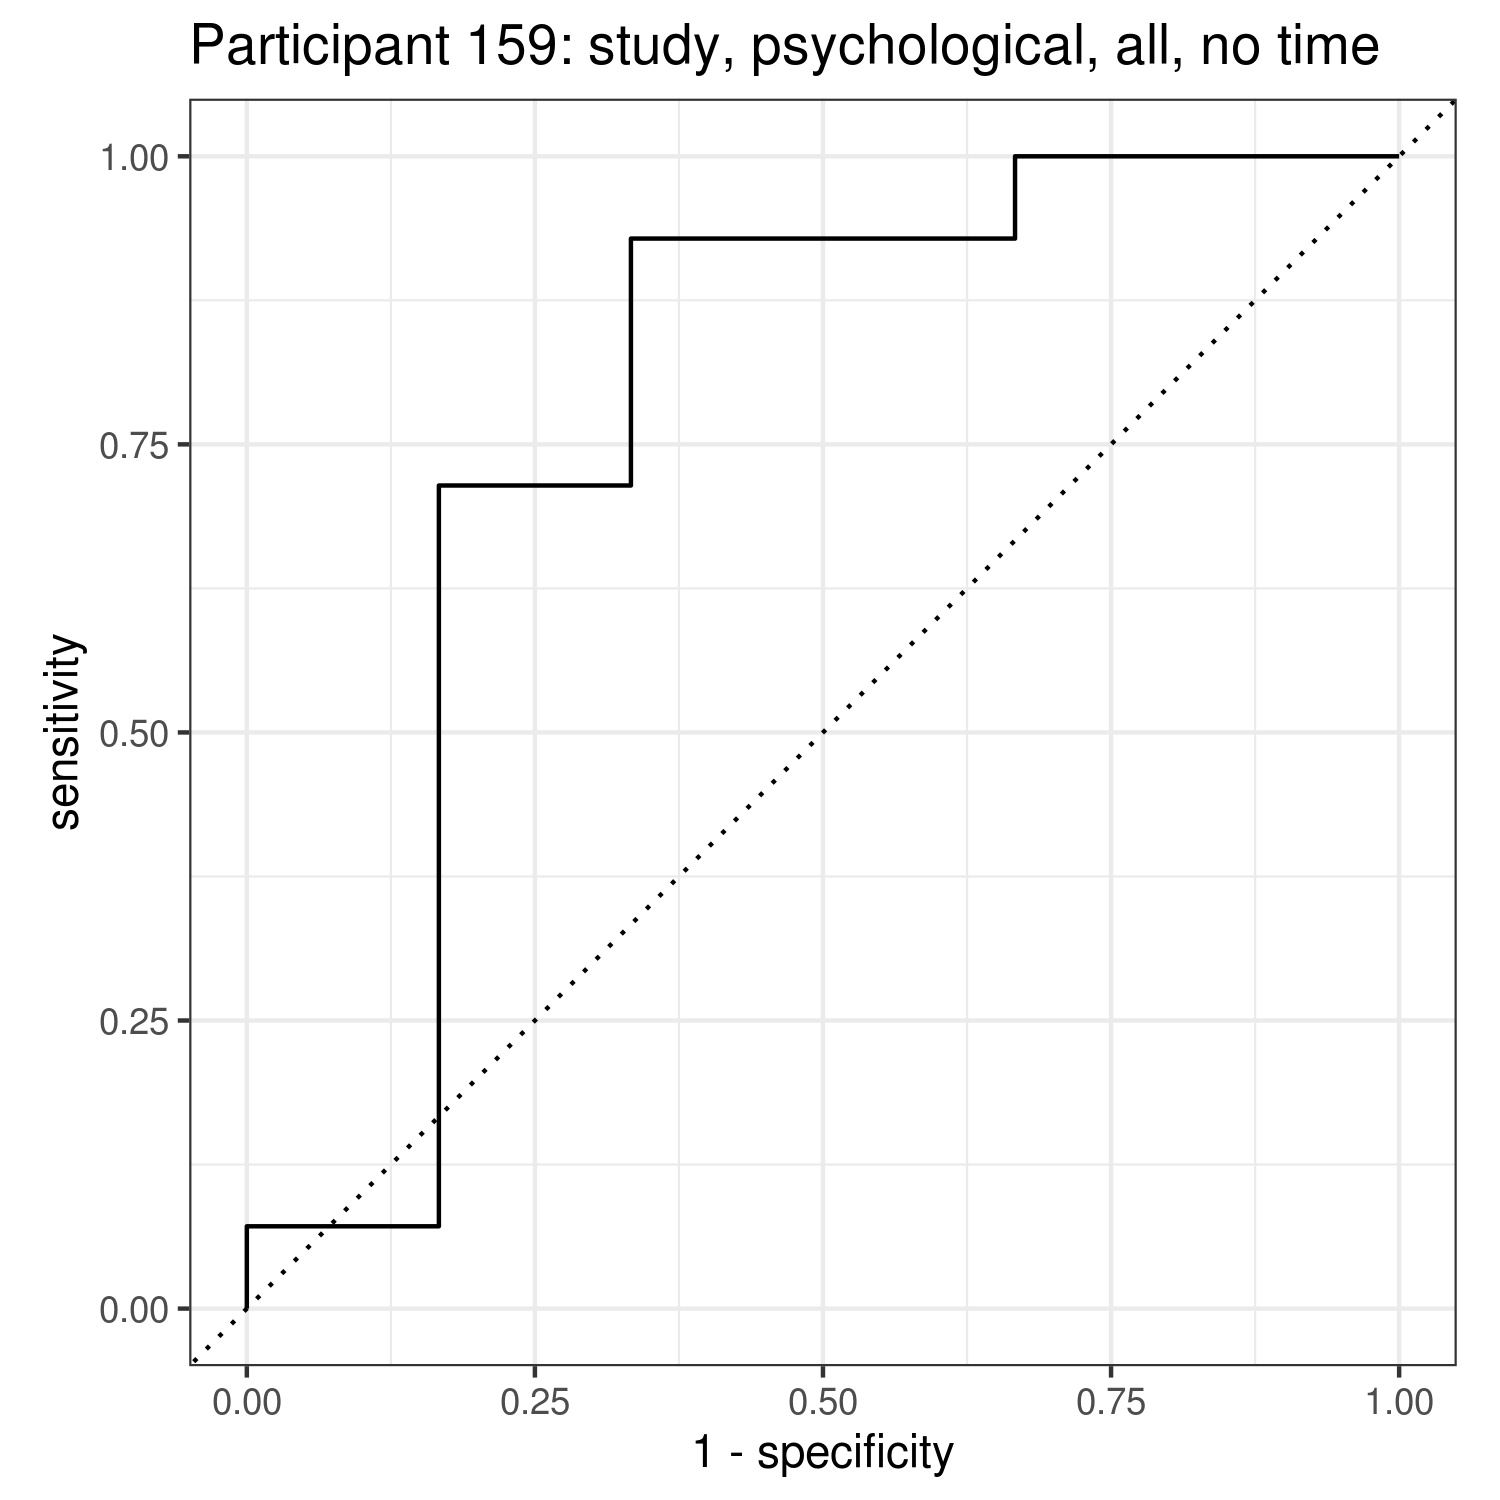 Participant 159: study, psychological, all, no time
1.00
0.75
0.50
0.25
0.00
sensitivity
0.00 0.25 0.50 0.75 1.00
1 - specificity